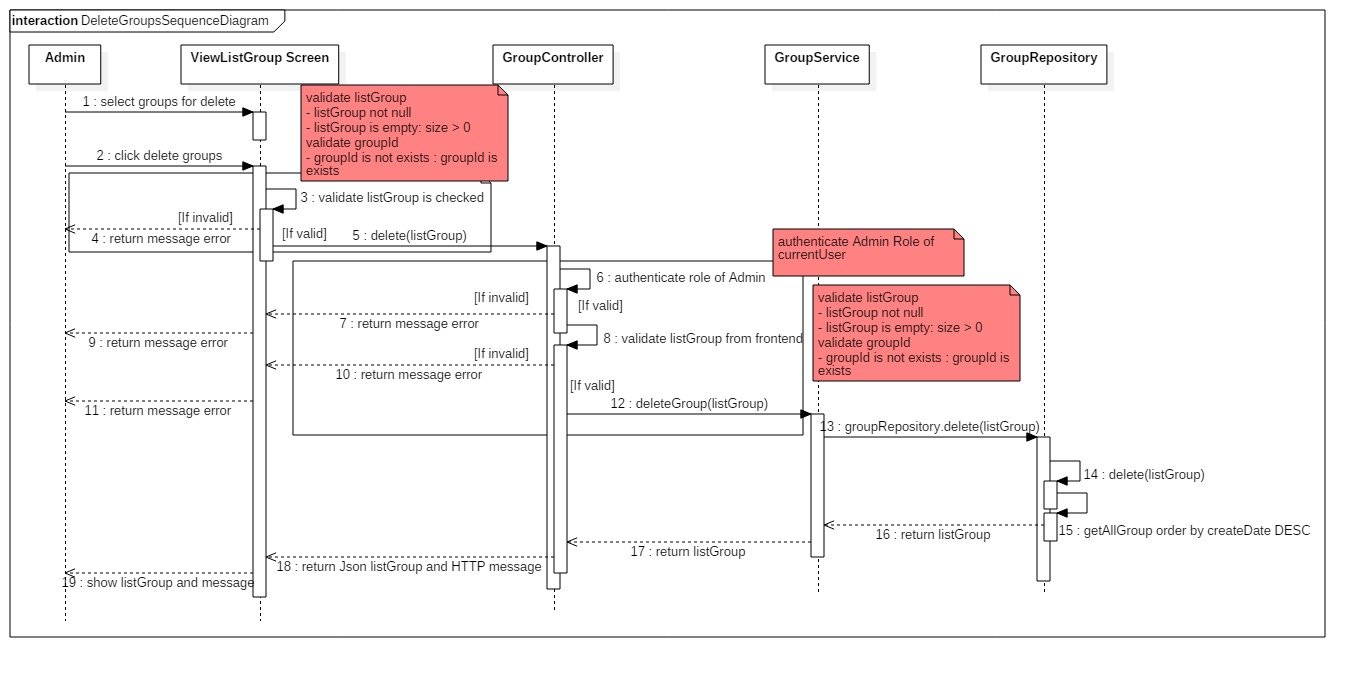 interaction DeleteGroupsSequenceDiagram
Admin
ViewListGroup Screen
GroupController
GroupService
GroupRepository
1 : select groups for delete
validate listGroup
- listGroup not null
- listGroup is empty: size > 0
validate groupId
- groupId is not exists : groupId is
exists
2 : click delete groups
3 : validate listGroup is checked
[If invalid]
4 : return message error
[If valid]
5 : delete(listGroup)
authenticate Admin Role of
currentUser
6 : authenticate role of Admin
[If invalid]
[If valid]
7 : return message error
validate listGroup
- listGroup not null
- listGroup is empty: size > 0
validate groupId
- groupId is not exists : groupId is
exists
8 : validate listGroup from frontend
9 : return message error
[If invalid]
10 : return message error
[If valid]
11 : return message error
12 : deleteGroup(listGroup)
13 : groupRepository.delete(listGroup)
14 : delete(listGroup)
15 : getAllGroup order by createDate DESC
16 : return listGroup
17 : return listGroup
18 : return Json listGroup and HTTP message
19 : show listGroup and message